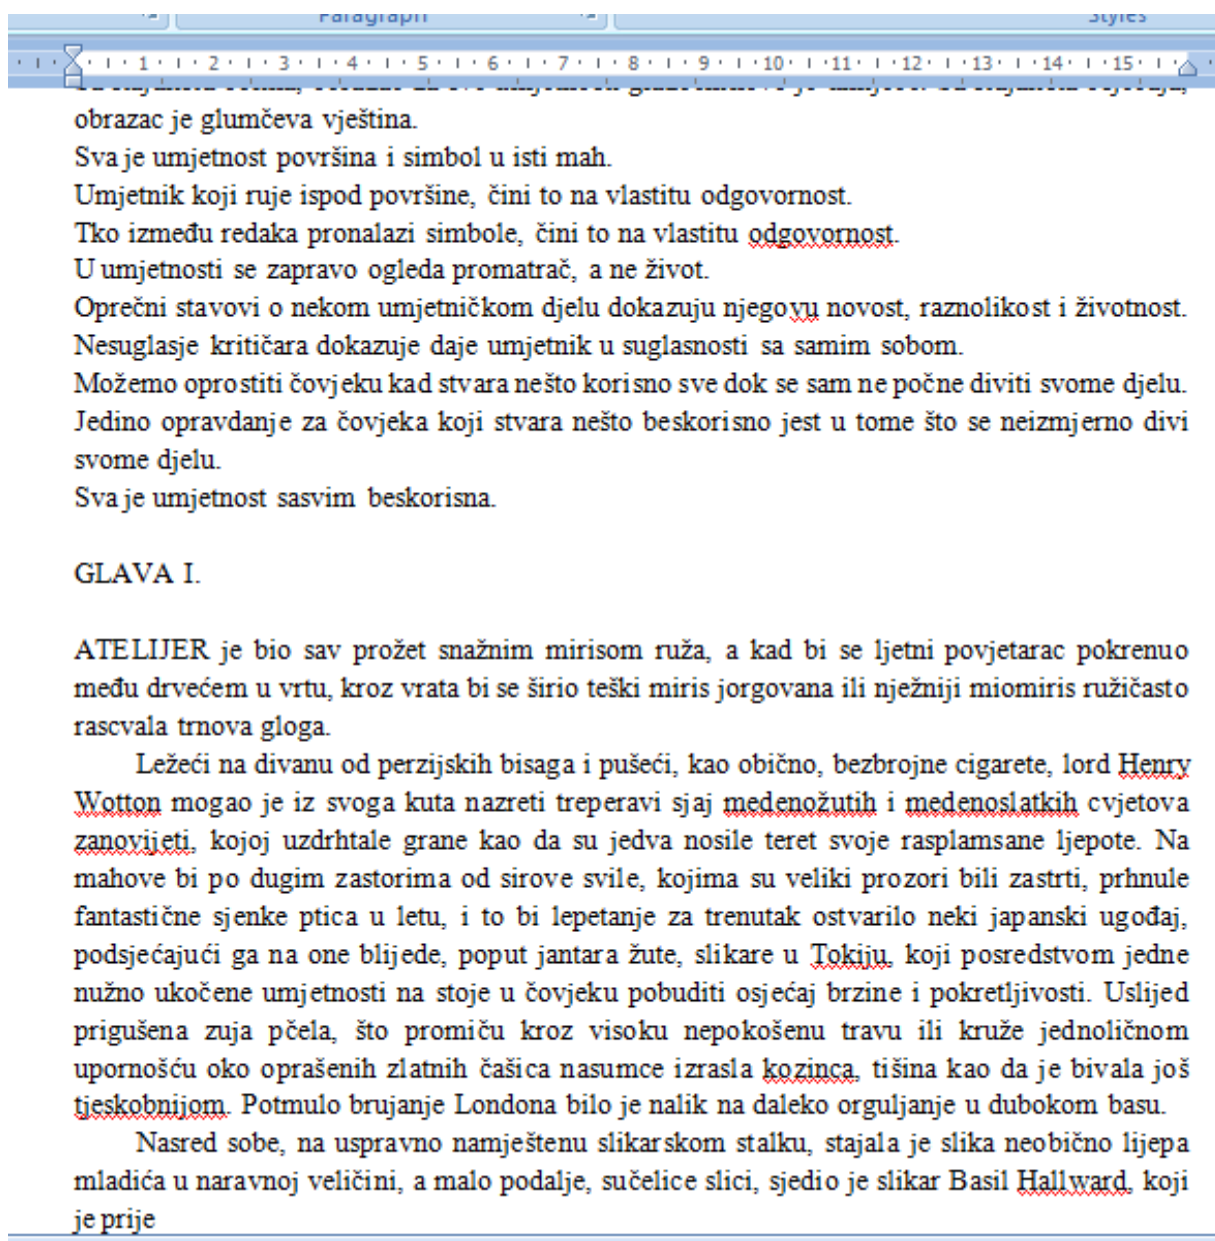 Paragraph Styles
1 2 3 4 5 6 7 8 9 10 11 12 13 14 15
obrazac je glumčeva vještina.
Sva je umjetnost površina i simbol u isti mah.
Umjetnik koji ruje ispod površine, čini to na vlastitu odgovornost.
Tko između redaka pronalazi simbole, čini to na vlastitu odgovornost.
U umjetnosti se zapravo ogleda promatrač, a ne život.
Oprečni stavovi o nekom umjetničkom djelu dokazuju njegovu novost, raznolikost i životnost.
Nesuglasje kritičara dokazuje daje umjetnik u suglasnosti sa samim sobom.
Možemo oprostiti čovjeku kad stvara nešto korisno sve dok se sam ne počne diviti svome djelu.
Jedino opravdanje za čovjeka koji stvara nešto beskorisno jest u tome što se neizmjerno divi
svome djelu.
Sva je umjetnost sasvim beskorisna.
GLAVA I.
ATELIJER je bio sav prožet snažnim mirisom ruža, a kad bi se ljetni povjetarac pokrenuo
među drvećem u vrtu, kroz vrata bi se širio teški miris jorgovana ili nježniji miomiris ružičasto
rascvala trnova gloga.
Ležeći na divanu od perzijskih bisaga i pušeći, kao obično, bezbrojne cigarete, lord Henry
Wotton mogao je iz svoga kuta nazreti treperavi sjaj medenožutih i medenoslatkih cvjetova
zanovijeti, kojoj uzdrhtale grane kao da su jedva nosile teret svoje rasplamsane ljepote. Na
mahove bi po dugim zastorima od sirove svile, kojima su veliki prozori bili zastrti, prhnule
fantastične sjenke ptica u letu, i to bi lepetanje za trenutak ostvarilo neki japanski ugođaj,
podsjećajući ga na one blijede, poput jantara žute, slikare u Tokiju, koji posredstvom jedne
nužno ukočene umjetnosti na stoje u čovjeku pobuditi osjećaj brzine i pokretljivosti. Uslijed
prigušena zuja pčela, što promiču kroz visoku nepokošenu travu ili kruže jednoličnom
upornošću oko oprašenih zlatnih čašica nasumce izrasla kozinca, tišina kao da je bivala još
tjeskobnijom. Potmulo brujanje Londona bilo je nalik na daleko orguljanje u dubokom basu.
Nasred sobe, na uspravno namještenu slikarskom stalku, stajala je slika neobično lijepa
mladića u naravnoj veličini, a malo podalje, sučelice slici, sjedio je slikar Basil Hallward, koji
je prije